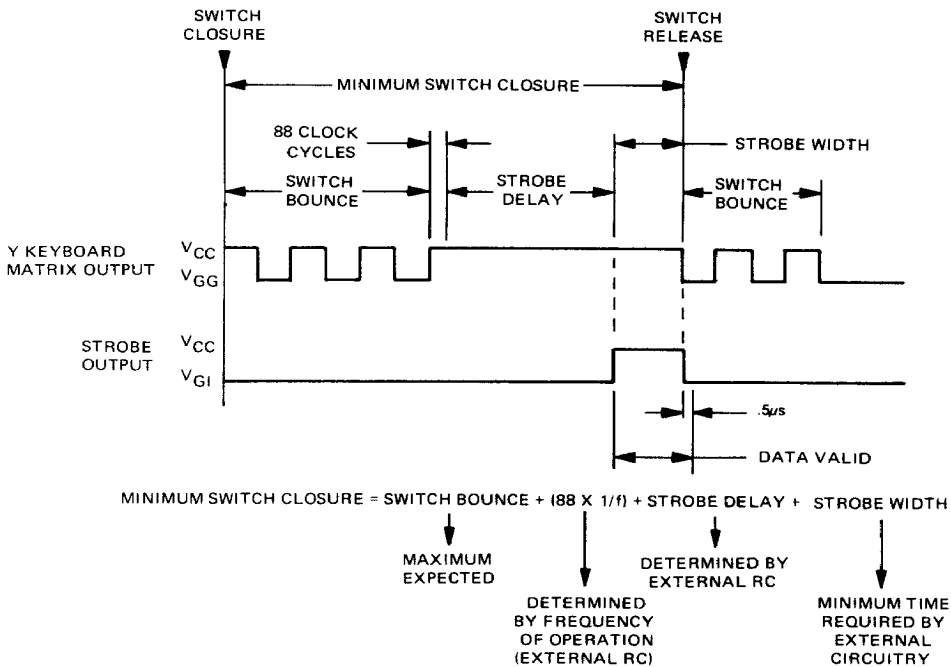 SWITCH
CLOSURE
SWITCH
RELEASE
MINIMUM SWITCH CLOSURE
88 CLOCK
CYCLES
STROBE WIDTH
SWITCH
BOUNCE
STROBE
DELAY
SWITCH
BOUNCE
Y KEYBOARD
MATRIX OUTPUT
VCC
VGG
STROBE
OUTPUT
VCC
VGI
.5μs
DATA VALID
MINIMUM SWITCH CLOSURE = SWITCH BOUNCE + (88 X 1/f) + STROBE DELAY + STROBE WIDTH
MAXIMUM
EXPECTED
DETERMINED
BY FREQUENCY
OF OPERATION
(EXTERNAL RC)
DETERMINED BY
EXTERNAL RC
MINIMUM TIME
REQUIRED BY
EXTERNAL
CIRCUITRY